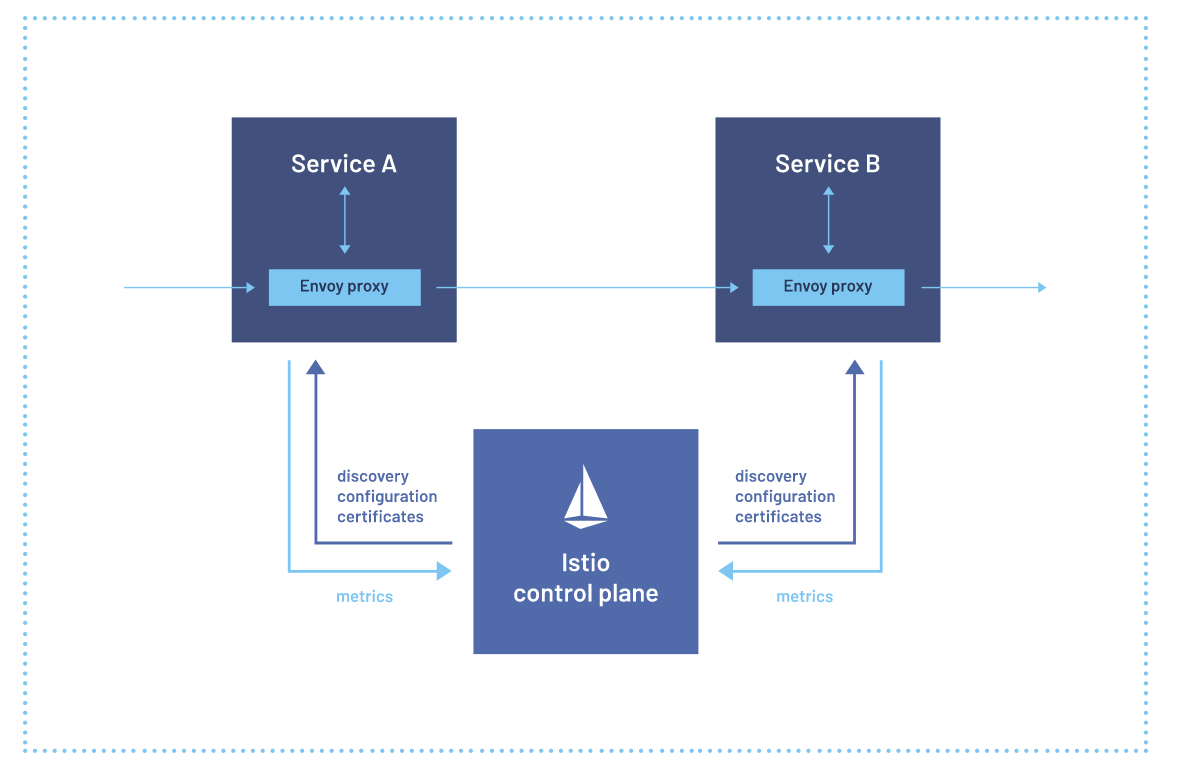 Service A
Envoy proxy
Service B
Envoy proxy
discovery
configuration
certificates
metrics
Istio
control plane
discovery
configuration
certificates
metrics